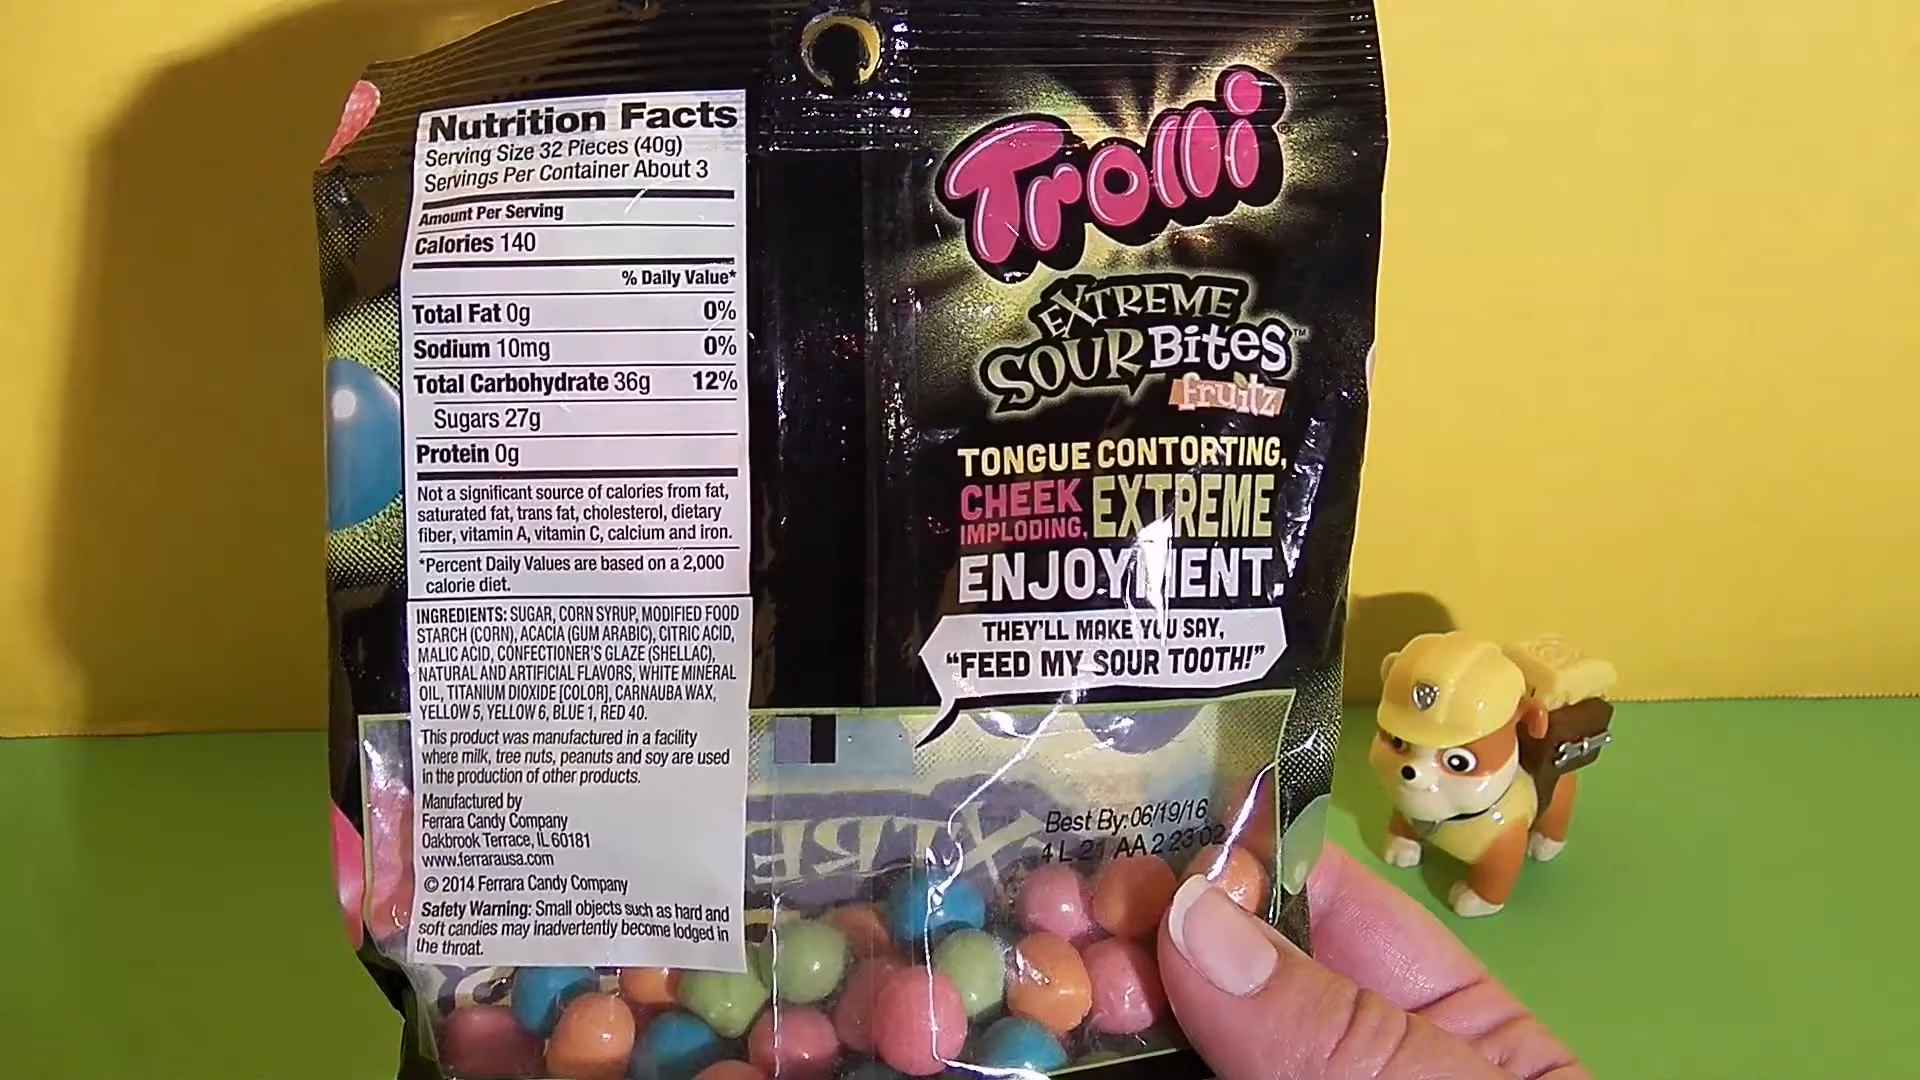 Nutrition Facts
Serving Size 32 Pieces (40g)
Servings Per Container About 3
Amount Per Serving
Calories 140
% Daily Value*
Total Fat 0g 0%
Sodium 10mg 0%
Total Carbohydrate 36g 12%
Sugars 27g
Protein 0g
Not a significant source of calories from fat,
saturated fat, trans fat, cholesterol, dietary
fiber, vitamin A, vitamin C, calcium and iron.
*Percent Daily Values are based on a 2,000
calorie diet.
INGREDIENTS: SUGAR, CORN SYRUP, MODIFIED FOOD
STARCH (CORN), ACACIA (GUM ARABIC), CITRIC ACID,
MALIC ACID, CONFECTIONER'S GLAZE (SHELLAC),
NATURAL AND ARTIFICIAL FLAVORS, WHITE MINERAL
OIL, TITANIUM DIOXIDE [COLOR], CARNAUBA WAX,
YELLOW 5, YELLOW 6, BLUE 1, RED 40.
This product was manufactured in a facility
where milk, tree nuts, peanuts and soy are used
in the production of other products.
Manufactured by
Ferrara Candy Company
Oakbrook Terrace, IL 60181
www.ferrarausa.com
© 2014 Ferrara Candy Company
Safety Warning: Small objects such as hard and
soft candies may inadvertently become lodged in
the throat.
Trolli
EXTREME
SOUR BiteS™
fruitz
TONGUE CONTORTING,
CHEEK
IMPLODING, EXTREME
ENJOYMENT.
THEY'LL MAKE YOU SAY,
"FEED MY SOUR TOOTH!"
Best By: 06/19/16
4 L 21 AA 2 23 02